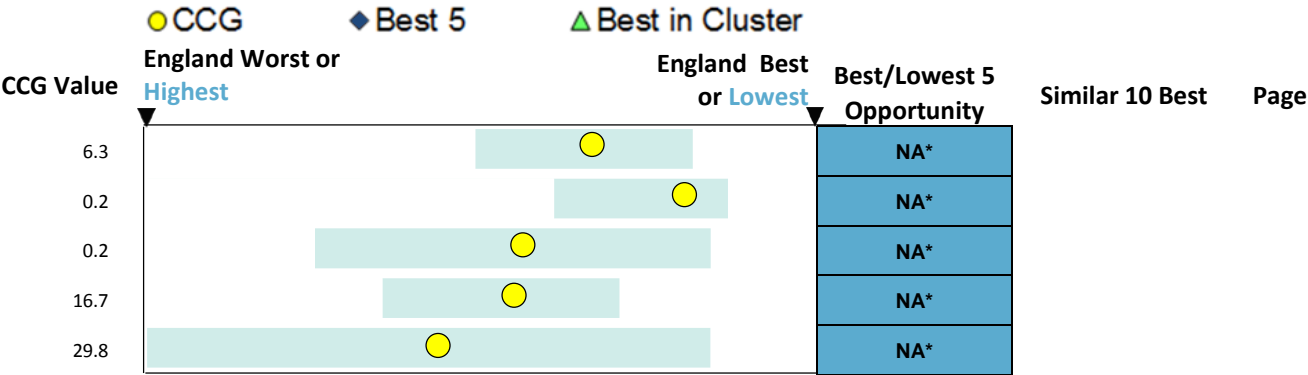 CCG Best 5 Best in Cluster
CCG Value
England Worst or
Highest
England Best
or Lowest
Best/Lowest 5
Opportunity
Similar 10 Best
Page
6.3 NA*
0.2 NA*
0.2 NA*
16.7 NA*
29.8 NA*